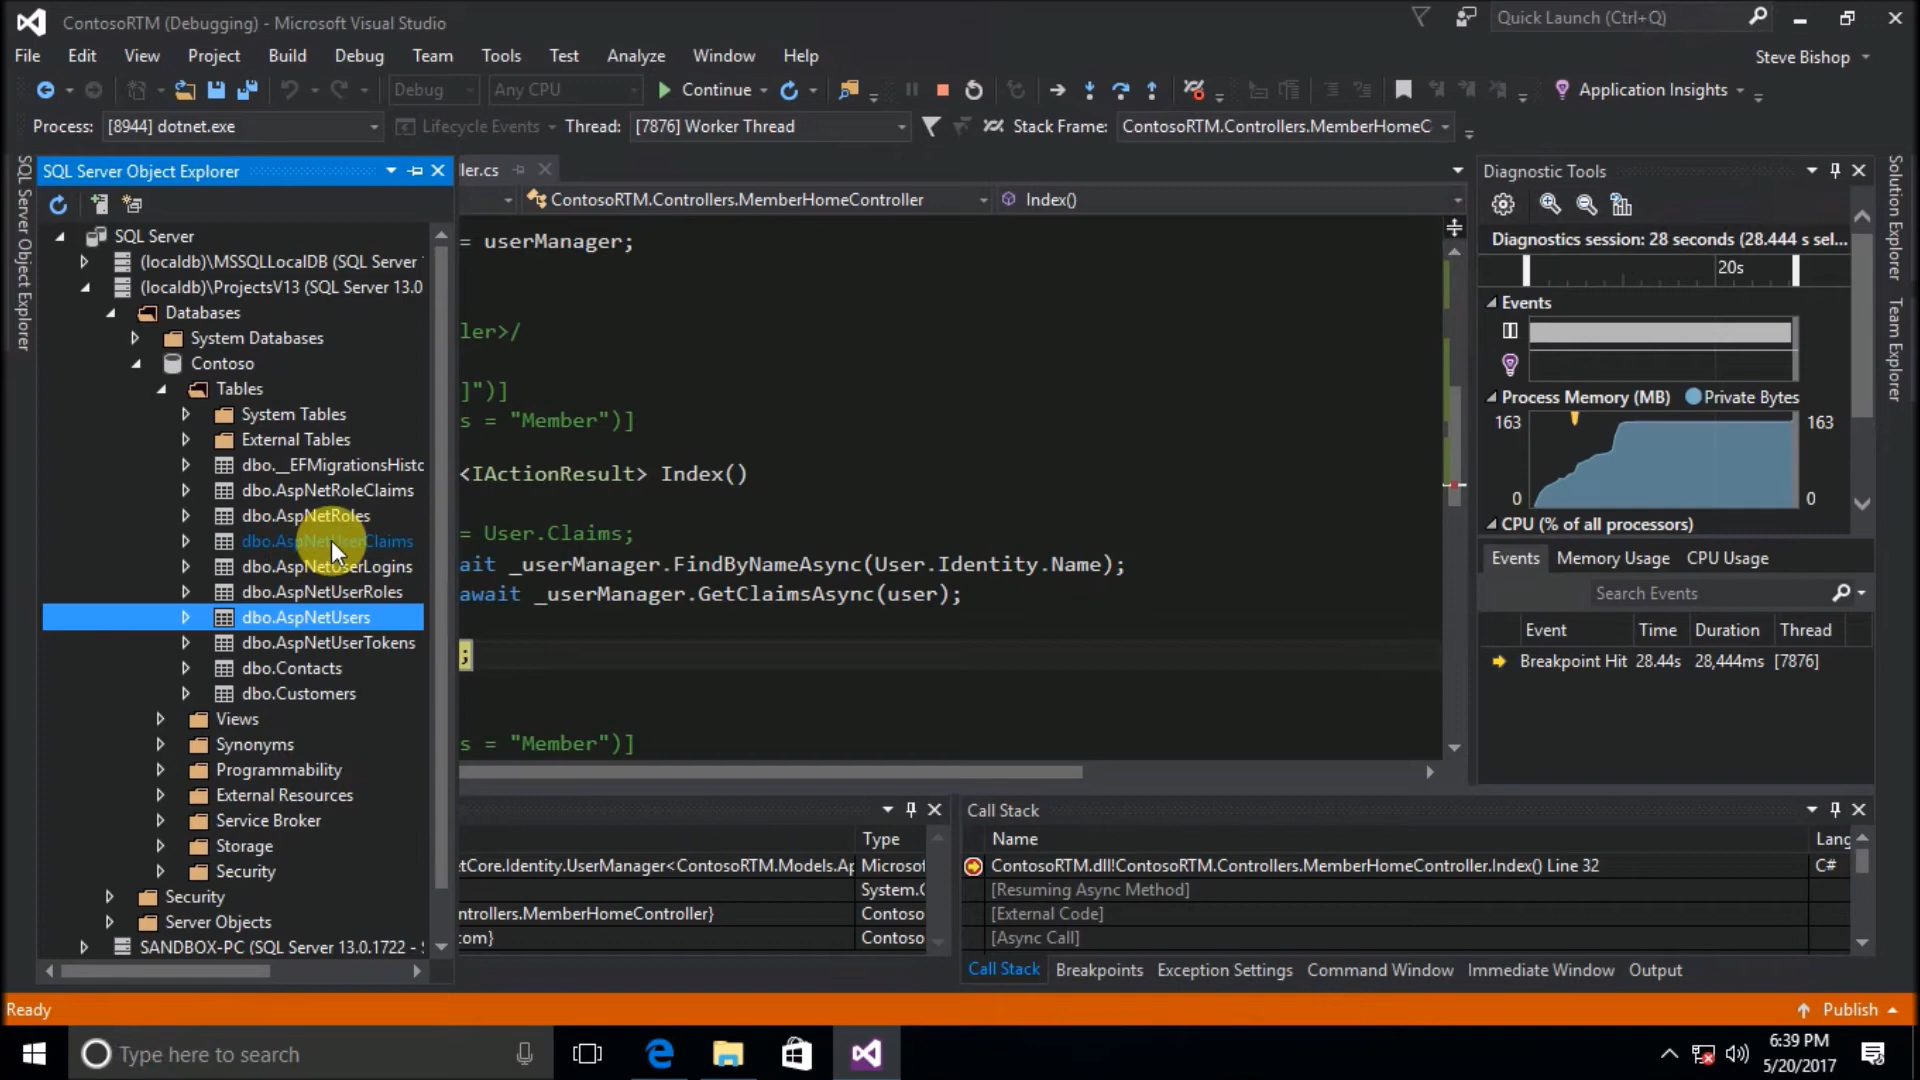 ContosoRTM (Debugging) - Microsoft Visual Studio
Quick Launch (Ctrl+Q)
File Edit View Project Build Debug Team Tools Test Analyze Window Help
Steve Bishop
Debug Any CPU Continue Application Insights
Process: [8944] dotnet.exe Lifecycle Events Thread: [7876] Worker Thread Stack Frame: ContosoRTM.Controllers.MemberHomeC
SQL Server Object Explorer
SQL Server Object Explorer
SQL Server
(localdb)\MSSQLLocalDB (SQL Server
(localdb)\ProjectsV13 (SQL Server 13.0
Databases
System Databases
Contoso
Tables
System Tables
External Tables
dbo.__EFMigrationsHisto
dbo.AspNetRoleClaims
dbo.AspNetRoles
dbo.AspNetUserClaims
dbo.AspNetUserLogins
dbo.AspNetUserRoles
dbo.AspNetUsers
dbo.AspNetUserTokens
dbo.Contacts
dbo.Customers
Views
Synonyms
Programmability
External Resources
Service Broker
Storage
Security
Security
Server Objects
SANDBOX-PC (SQL Server 13.0.1722 -
ler.cs
ContosoRTM.Controllers.MemberHomeController Index()
= userManager;
ler>/
]")]
s = "Member")]
<IActionResult> Index()
= User.Claims;
ait _userManager.FindByNameAsync(User.Identity.Name);
await _userManager.GetClaimsAsync(user);
;
s = "Member")]
Type
etCore.Identity.UserManager<ContosoRTM.Models.Ap Microsof
System.C
ntrollers.MemberHomeController} Contoso
com} Contoso
Call Stack
Name Lang
ContosoRTM.dll!ContosoRTM.Controllers.MemberHomeController.Index() Line 32 C#
[Resuming Async Method]
[External Code]
[Async Call]
Call Stack Breakpoints Exception Settings Command Window Immediate Window Output
Diagnostic Tools
Diagnostics session: 28 seconds (28.444 s sel...
20s
Events
Process Memory (MB) Private Bytes
163 163
0 0
CPU (% of all processors)
Events Memory Usage CPU Usage
Search Events
Event Time Duration Thread
Breakpoint Hit 28.44s 28,444ms [7876]
Solution Explorer
Team Explorer
Ready
Publish
Type here to search
6:39 PM
5/20/2017